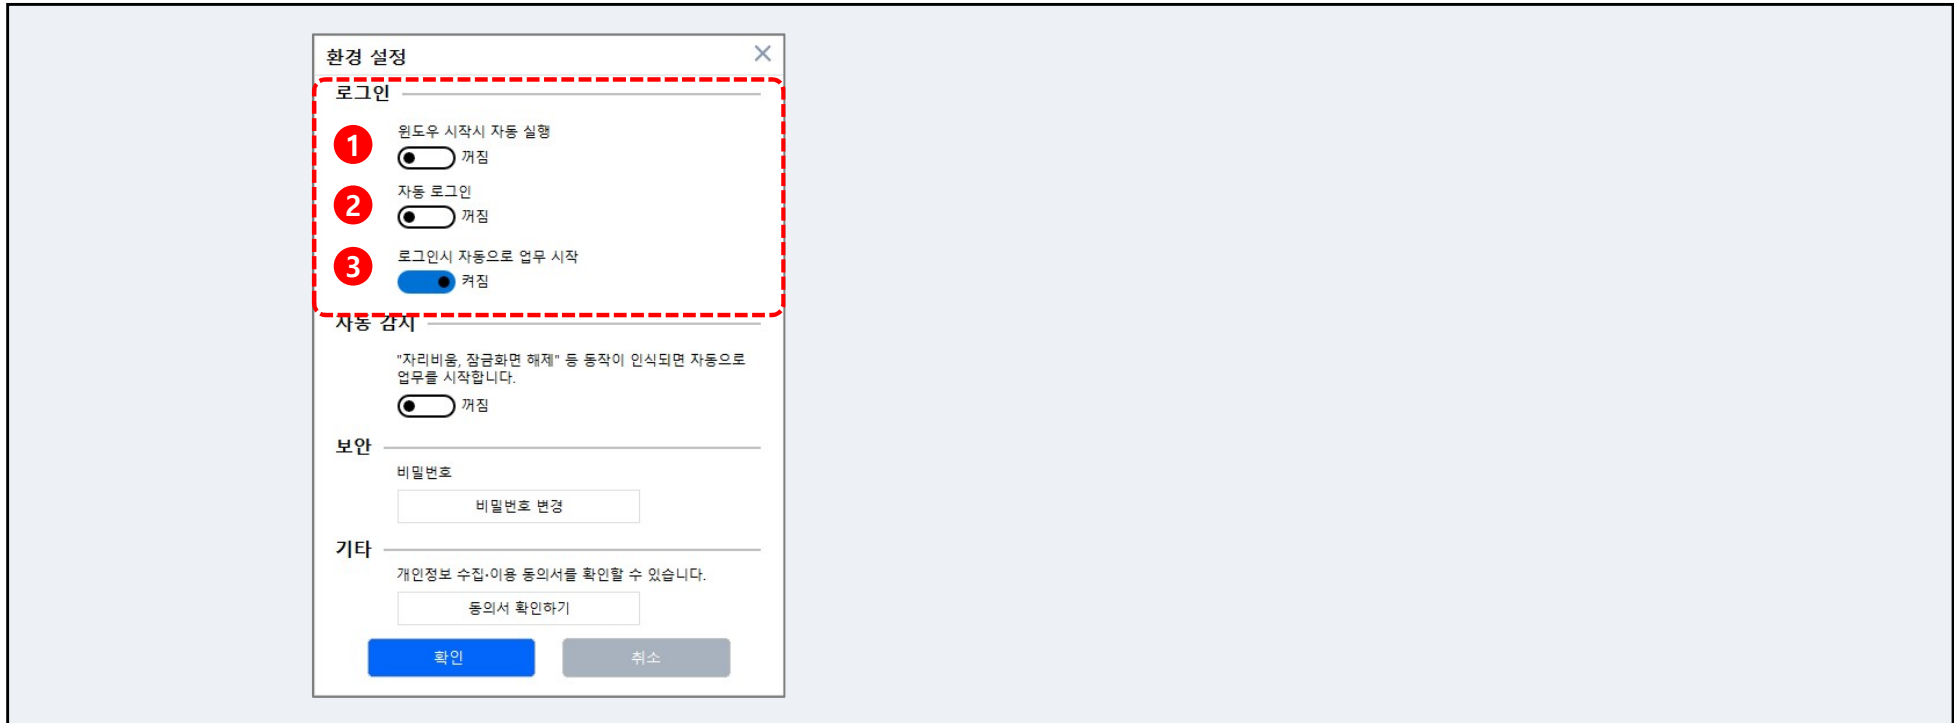 환경 설정
로그인
1
윈도우 시작시 자동 실행
꺼짐
2
자동 로그인
꺼짐
3
로그인시 자동으로 업무 시작
켜짐
자동 감시
"자리비움, 잠금화면 해제" 등 동작이 인식되면 자동으로
업무를 시작합니다.
꺼짐
보안
비밀번호
비밀번호 변경
기타
개인정보 수집·이용 동의서를 확인할 수 있습니다.
동의서 확인하기
확인
취소